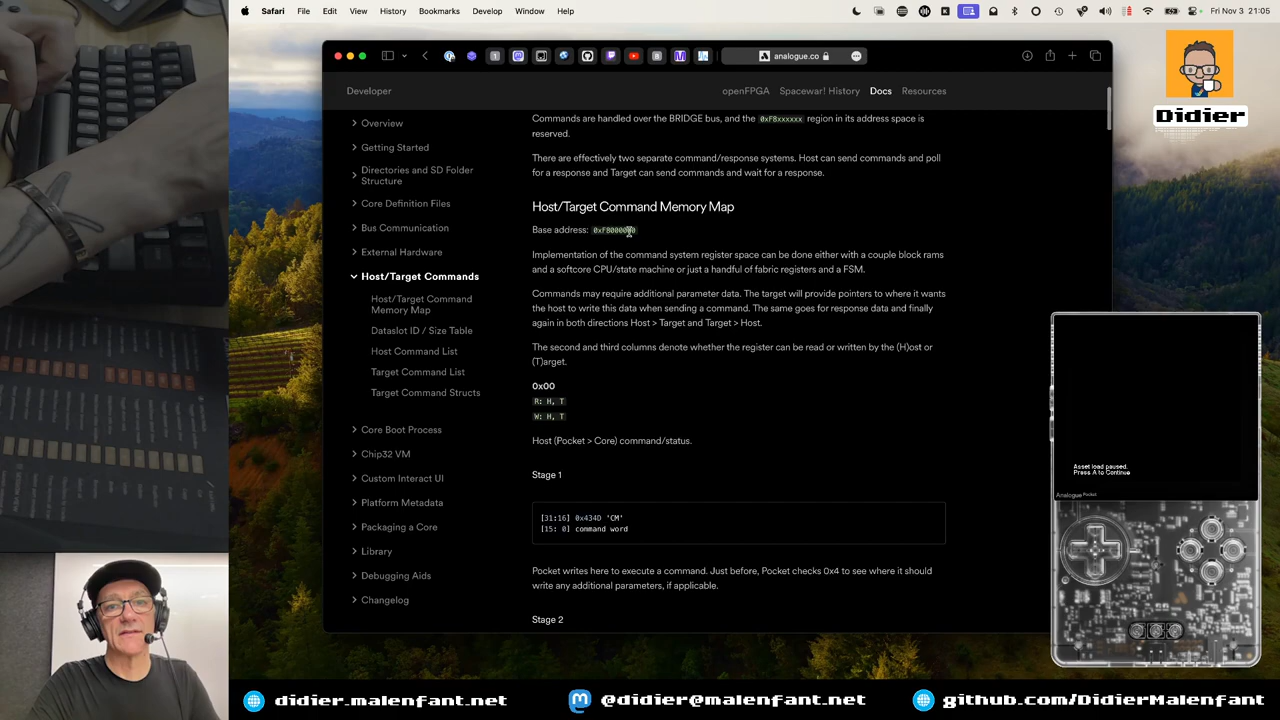 Safari File Edit View History Bookmarks Develop Window Help
Fri Nov 3 21:05
analogue.co
Developer
openFPGA Spacewar! History Docs Resources
Overview
Getting Started
Directories and SD Folder
Structure
Core Definition Files
Bus Communication
External Hardware
Host/Target Commands
Host/Target Command
Memory Map
Dataslot ID / Size Table
Host Command List
Target Command List
Target Command Structs
Core Boot Process
Chip32 VM
Custom Interact UI
Platform Metadata
Packaging a Core
Library
Debugging Aids
Changelog
Commands are handled over the BRIDGE bus, and the 0xF8xxxxxx region in its address space is
reserved.
There are effectively two separate command/response systems. Host can send commands and poll
for a response and Target can send commands and wait for a response.
Host/Target Command Memory Map
Base address:
Implementation of the command system register space can be done either with a couple block rams
and a softcore CPU/state machine or just a handful of fabric registers and a FSM.
Commands may require additional parameter data. The target will provide pointers to where it wants
the host to write this data when sending a command. The same goes for response data and finally
again in both directions Host > Target and Target > Host.
The second and third columns denote whether the register can be read or written by the (H)ost or
(T)arget.
0x00
R: H, T
W: H, T
Host (Pocket > Core) command/status.
Stage 1
[31:16] 0x434D 'CM'
[15: 0] command word
Pocket writes here to execute a command. Just before, Pocket checks 0x4 to see where it should
write any additional parameters, if applicable.
Stage 2
Didier
Asset load paused.
Press A to Continue
Analogue Pocket
didier.malenfant.net
@didier@malenfant.net
github.com/DidierMalenfant